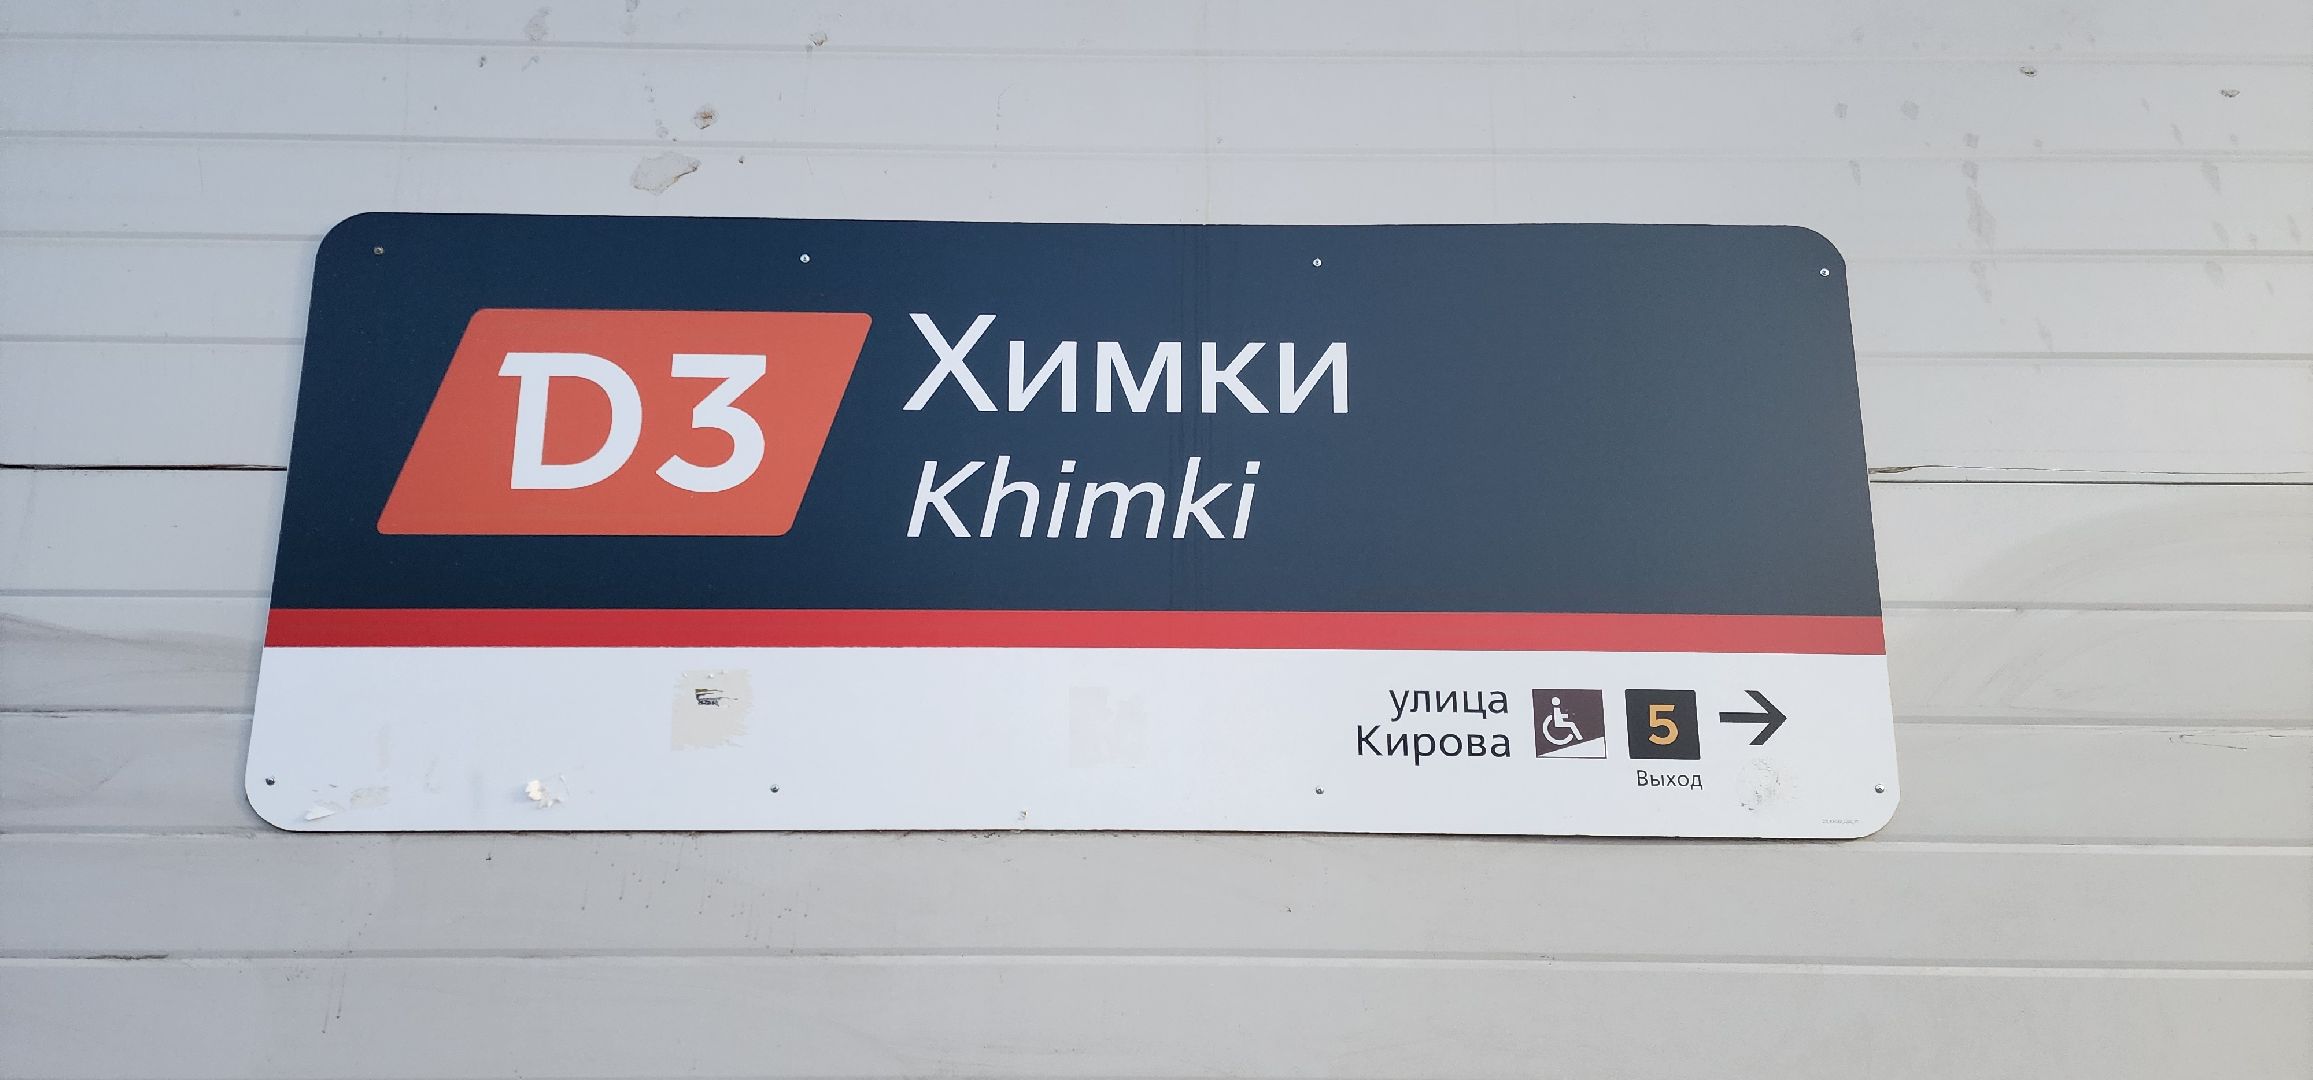 D3
Химки
Khimki
улица
Кирова
5
Выход